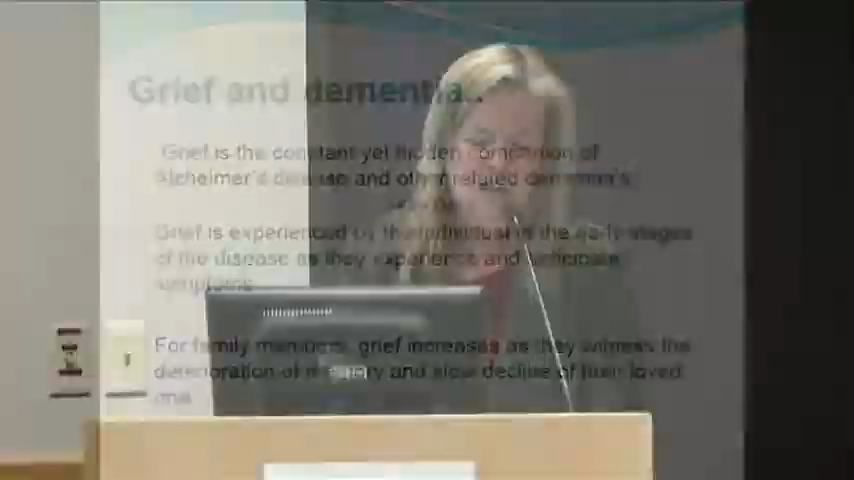 Grief and dementia..
Grief is the constant yet hidden companion of
Alzheimer's disease and other related dementia's
Grief is experienced by the individual in the early stages
of the disease as they experience and anticipate
symptoms
For family members, grief increases as they witness the
deterioration of memory and slow decline of their loved
one